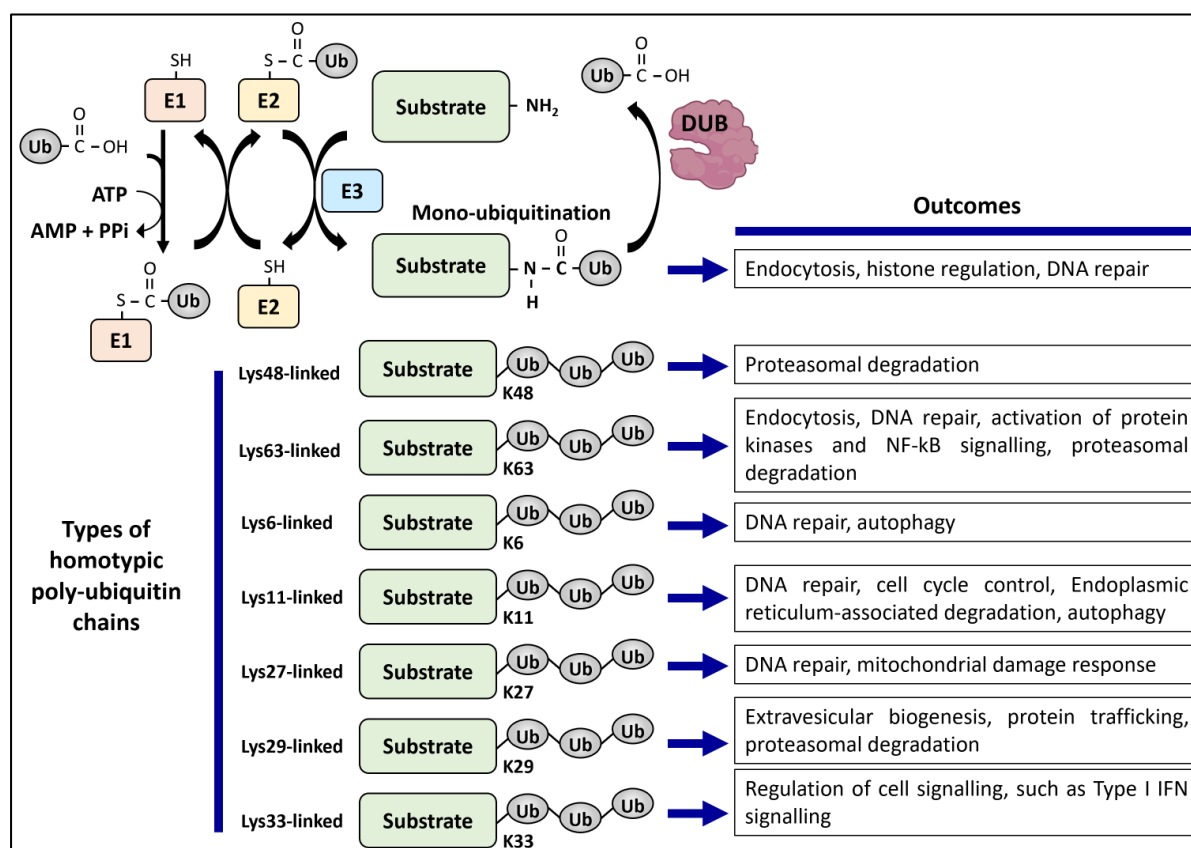 O
SH
S
C
Ub
E1
E2
Substrate
NH2
Ub
O
C
OH
DUB
O
Ub
C
OH
ATP
AMP + PPi
E3
Mono-ubiquitination
Outcomes
SH
E2
Substrate
N
H
O
C
Ub
Endocytosis, histone regulation, DNA repair
O
S
C
Ub
E1
Types of
homotypic
poly-ubiquitin
chains
Lys48-linked
Substrate
Ub Ub Ub
K48
Proteasomal degradation
Lys63-linked
Substrate
Ub Ub Ub
K63
Endocytosis, DNA repair, activation of protein
kinases and NF-kB signalling, proteasomal
degradation
Lys6-linked
Substrate
Ub Ub Ub
K6
DNA repair, autophagy
Lys11-linked
Substrate
Ub Ub Ub
K11
DNA repair, cell cycle control, Endoplasmic
reticulum-associated degradation, autophagy
Lys27-linked
Substrate
Ub Ub Ub
K27
DNA repair, mitochondrial damage response
Lys29-linked
Substrate
Ub Ub Ub
K29
Extravesicular biogenesis, protein trafficking,
proteasomal degradation
Lys33-linked
Substrate
Ub Ub Ub
K33
Regulation of cell signalling, such as Type I IFN
signalling